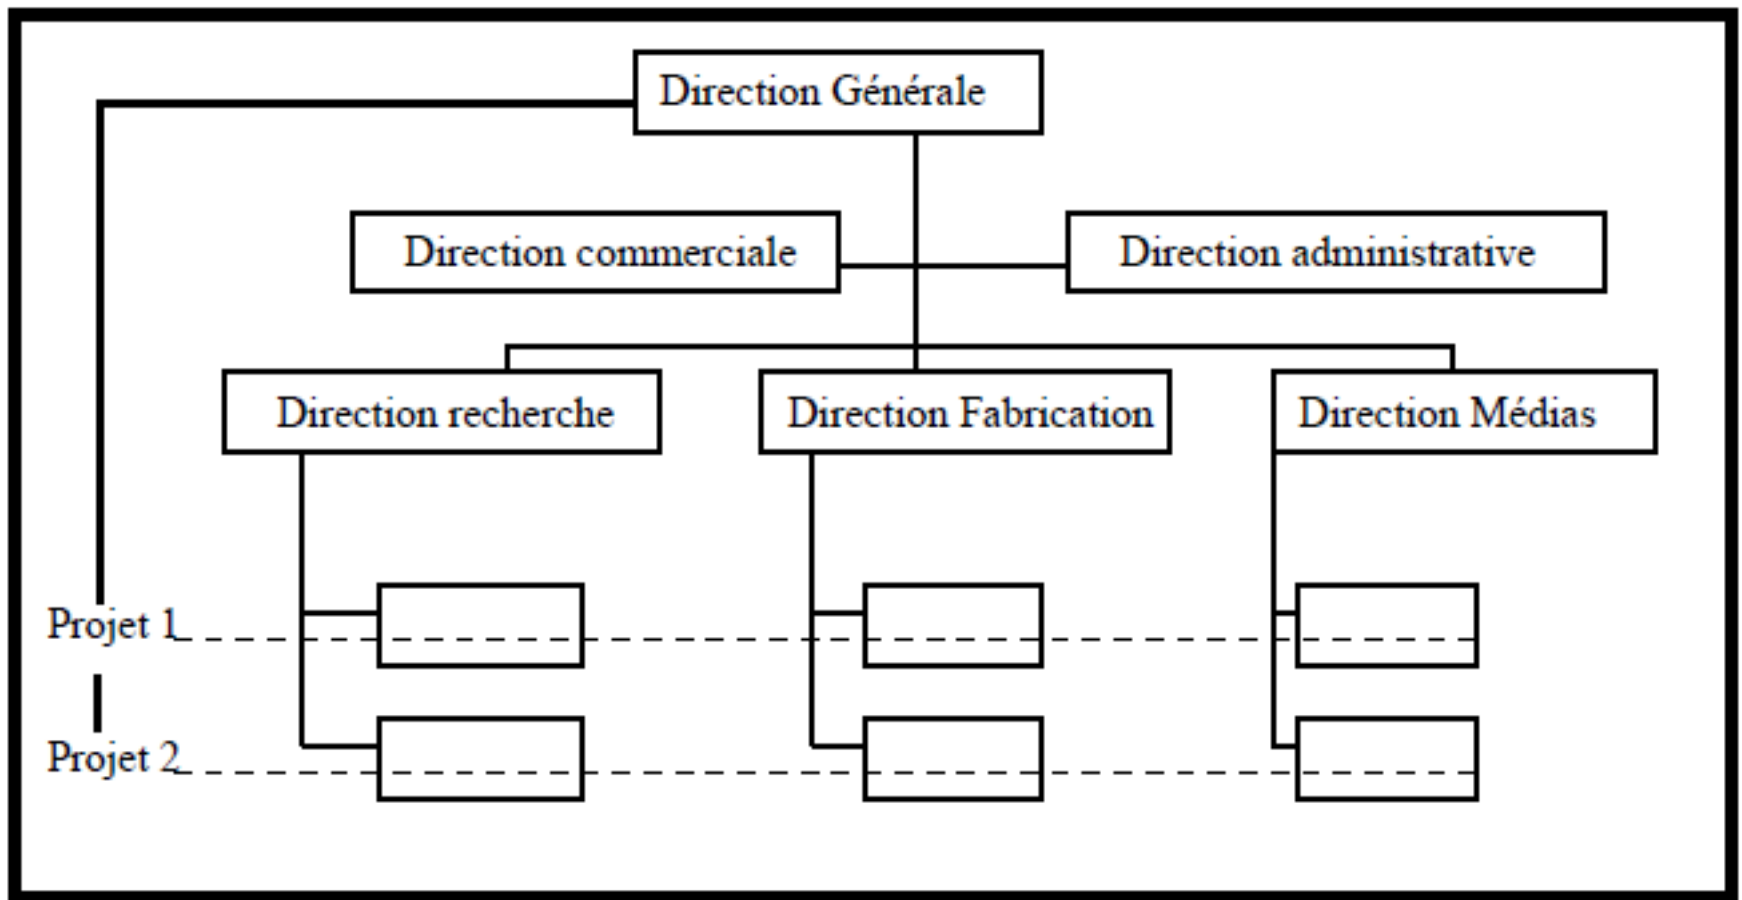 Direction Générale
Direction commerciale
Direction administrative
Direction recherche
Direction Fabrication
Direction Médias
Projet 1
Projet 2